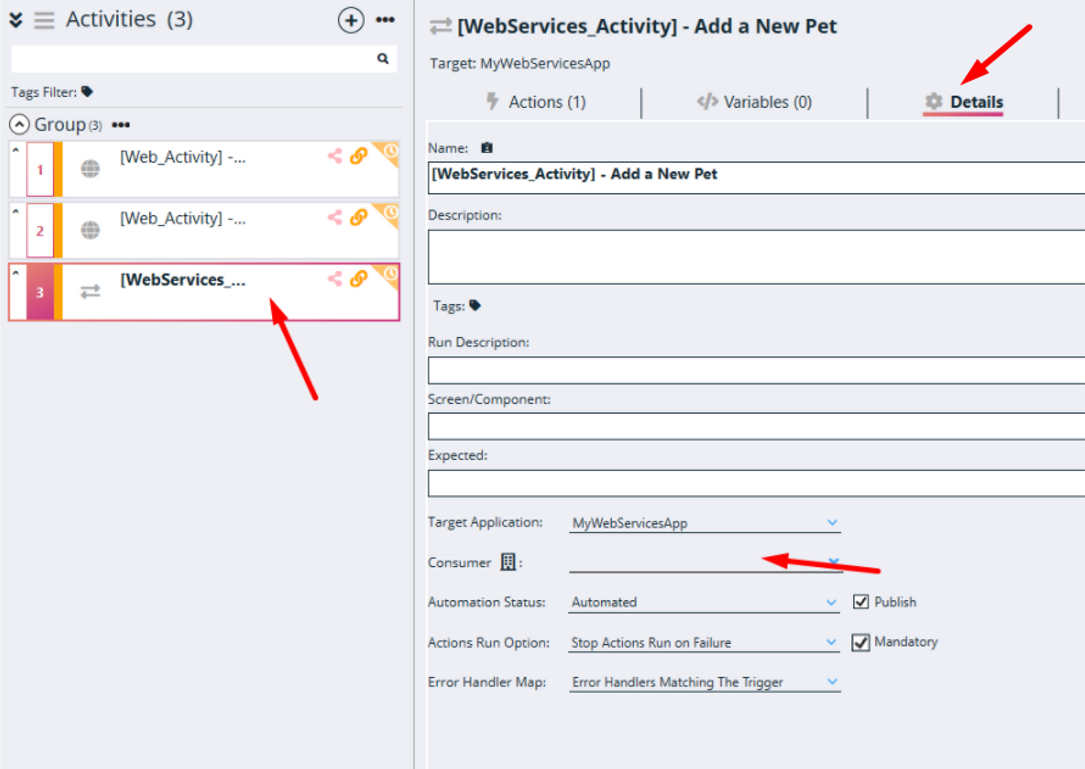 Activities (3)
Tags Filter:
Group (3)
1
[Web_Activity] -...
2
[Web_Activity] -...
3
[WebServices_...
[WebServices_Activity] - Add a New Pet
Target: MyWebServicesApp
Actions (1)
</> Variables (0)
Details
Name:
[WebServices_Activity] - Add a New Pet
Description:
Tags:
Run Description:
Screen/Component:
Expected:
Target Application: MyWebServicesApp
Consumer :
Automation Status: Automated Publish
Actions Run Option: Stop Actions Run on Failure Mandatory
Error Handler Map: Error Handlers Matching The Trigger